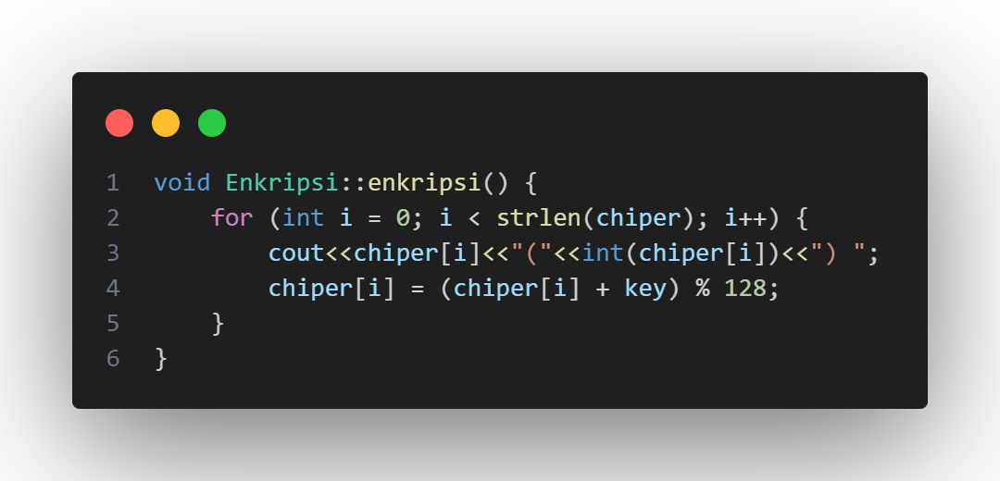 1 void Enkripsi::enkripsi() {
2     for (int i = 0; i < strlen(chiper); i++) {
3         cout<<chiper[i]<<"("<<int(chiper[i])<<") ";
4         chiper[i] = (chiper[i] + key) % 128;
5     }
6 }